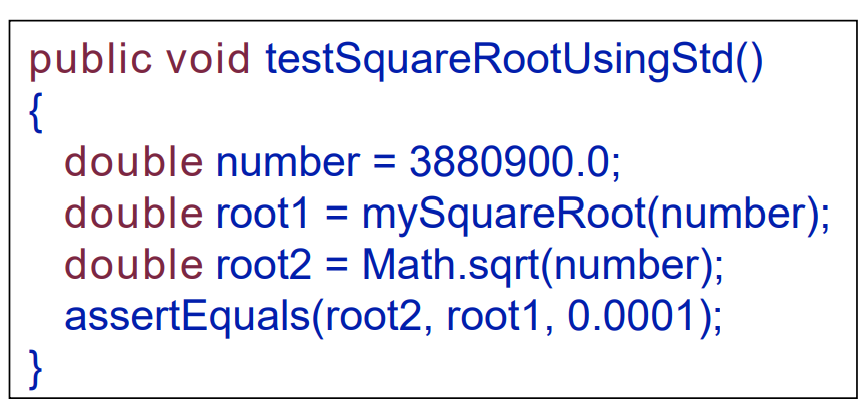 public void testSquareRootUsingStd()
{
double number = 3880900.0;
double root1 = mySquareRoot(number);
double root2 = Math.sqrt(number);
assertEquals(root2, root1, 0.0001);
}